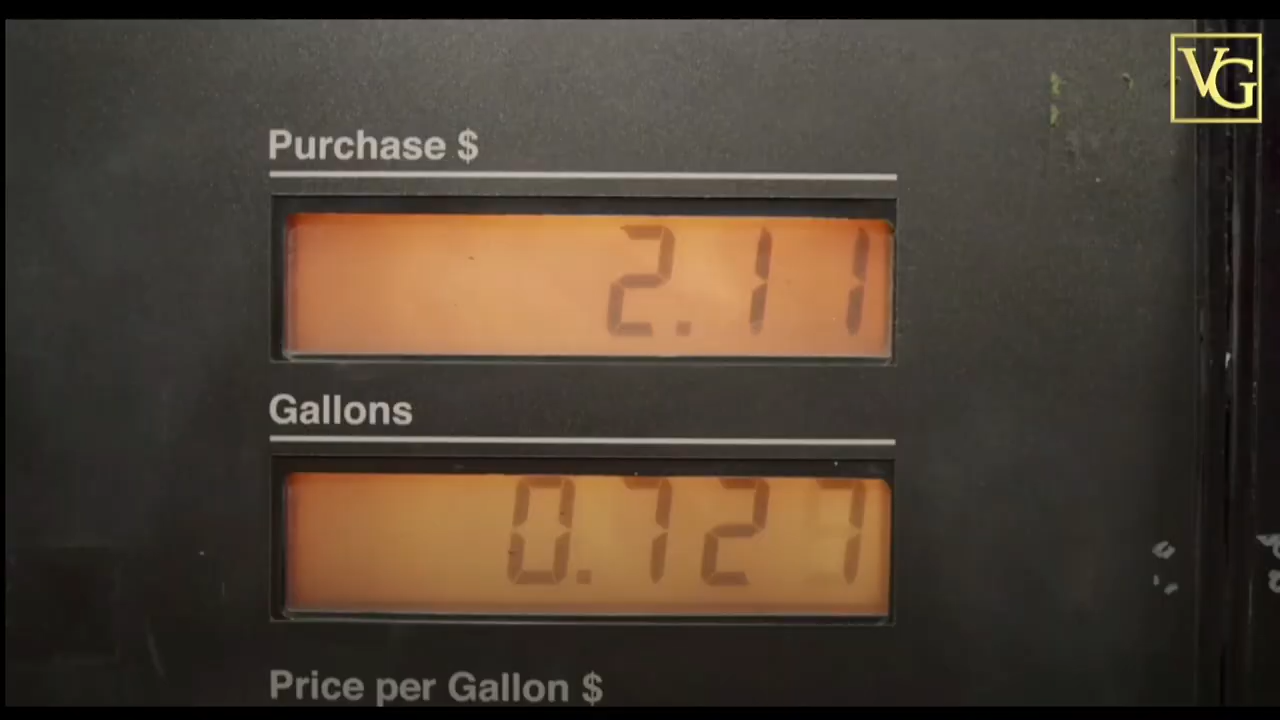 VG
Purchase $
2.11
Gallons
0.727
Price per Gallon $